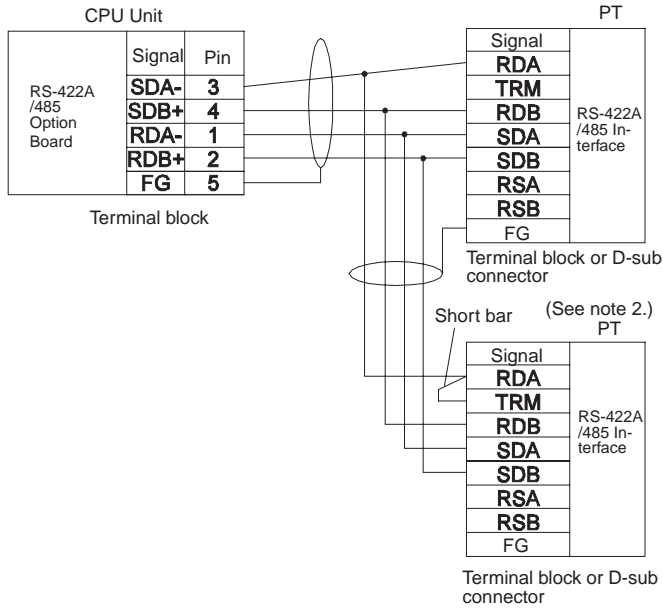 CPU Unit
Signal Pin
RS-422A
/485
Option
Board
SDA- 3
SDB+ 4
RDA- 1
RDB+ 2
FG 5
Terminal block
PT
Signal
RDA
TRM
RDB
SDA
SDB
RSA
RSB
FG
RS-422A
/485 In-
terface
Terminal block or D-sub
connector
Short bar
(See note 2.)
PT
Signal
RDA
TRM
RDB
SDA
SDB
RSA
RSB
FG
RS-422A
/485 In-
terface
Terminal block or D-sub
connector